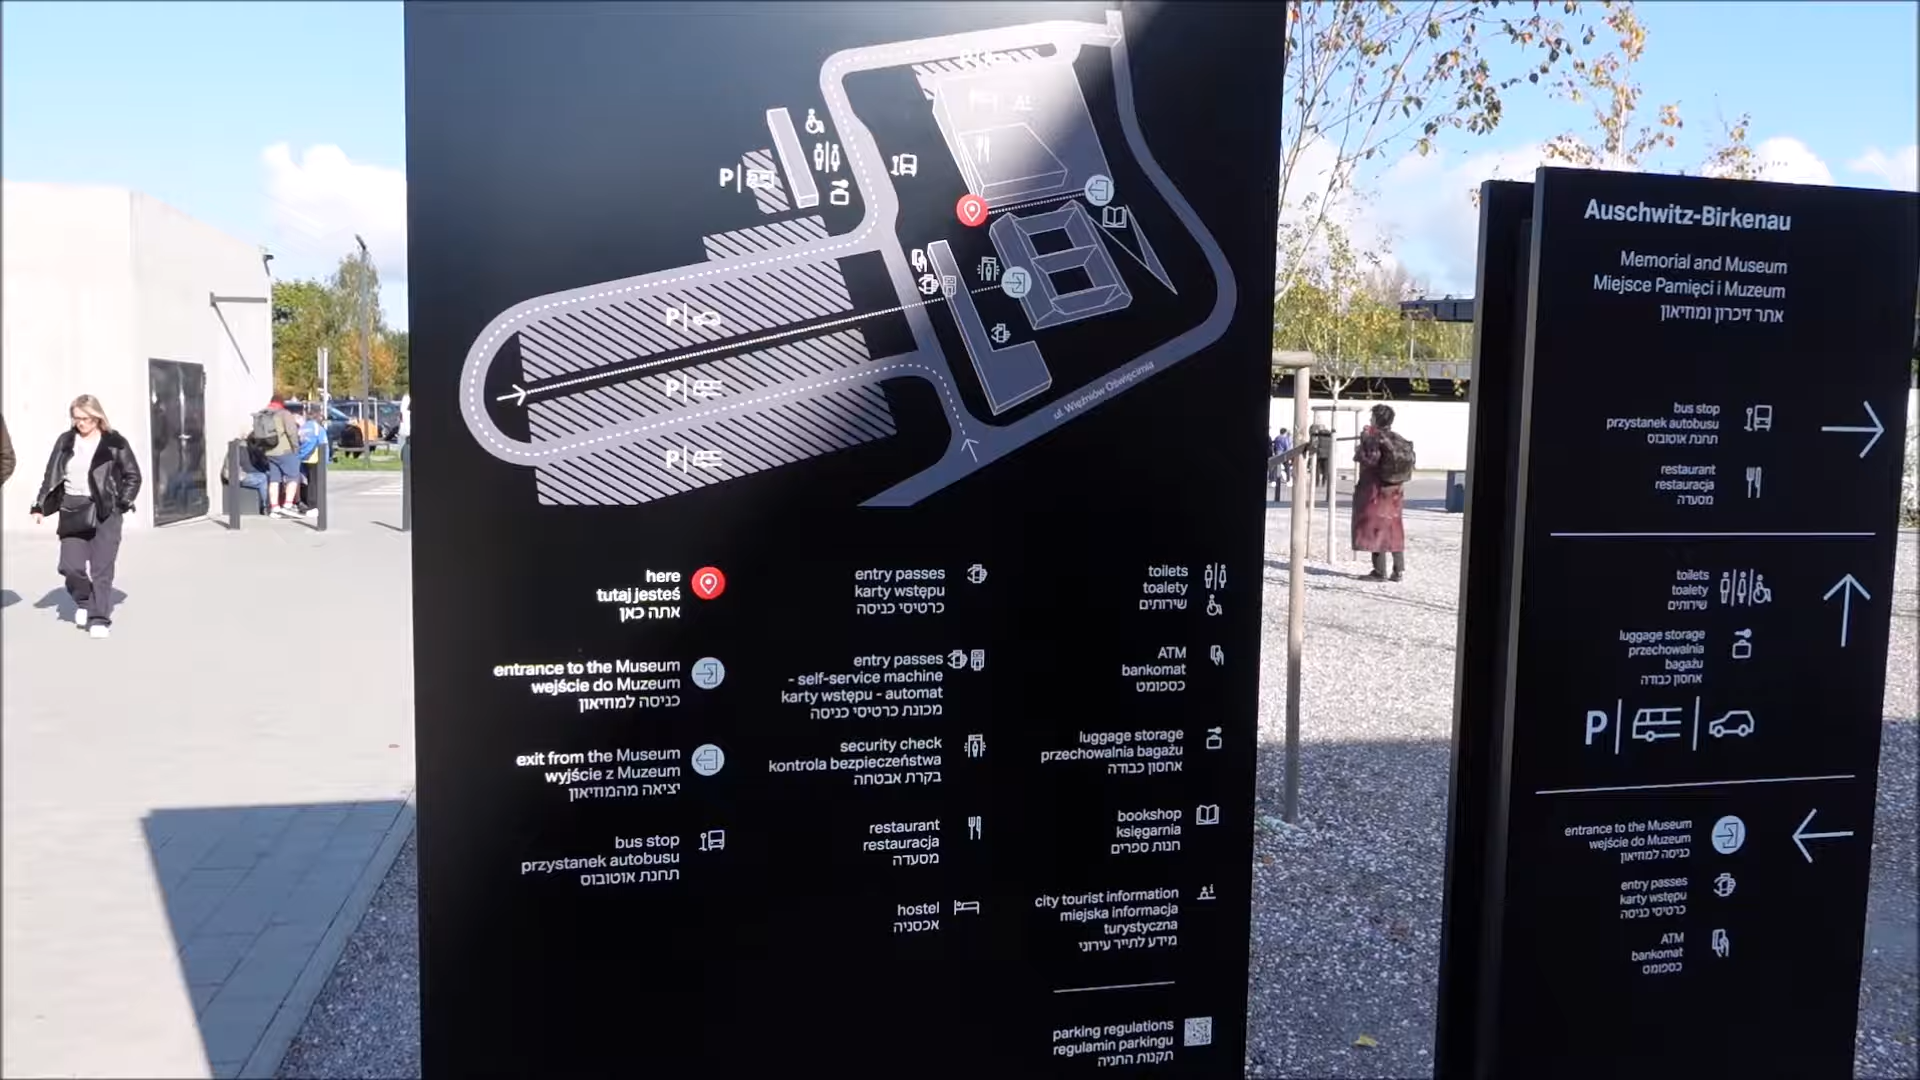 P
P
P
P
ul. Więźniów Oświęcimia
here
tutaj jesteś
אתה כאן
entrance to the Museum
wejście do Muzeum
כניסה למוזיאון
exit from the Museum
wyjście z Muzeum
יציאה מהמוזיאון
bus stop
przystanek autobusu
תחנת אוטובוס
entry passes
karty wstępu
כרטיסי כניסה
entry passes
- self-service machine
karty wstępu - automat
מכונת כרטיסי כניסה
security check
kontrola bezpieczeństwa
בקרת אבטחה
restaurant
restauracja
מסעדה
hostel
אכסניה
toilets
toalety
שירותים
ATM
bankomat
כספומט
luggage storage
przechowalnia bagażu
אחסון כבודה
bookshop
księgarnia
חנות ספרים
city tourist information
miejska informacja
turystyczna
מידע לתייר עירוני
parking regulations
regulamin parkingu
תקנות החניה
Auschwitz-Birkenau
Memorial and Museum
Miejsce Pamięci i Muzeum
אתר זיכרון ומוזיאון
bus stop
przystanek autobusu
תחנת אוטובוס
restaurant
restauracja
מסעדה
toilets
toalety
שירותים
luggage storage
przechowalnia
bagażu
אחסון כבודה
P
entrance to the Museum
wejście do Muzeum
כניסה למוזיאון
entry passes
karty wstępu
כרטיסי כניסה
ATM
bankomat
כספומט